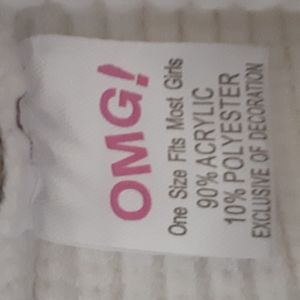 OMG!
One Size Fits Most Girls
90% ACRYLIC
10% POLYESTER
EXCLUSIVE OF DECORATION